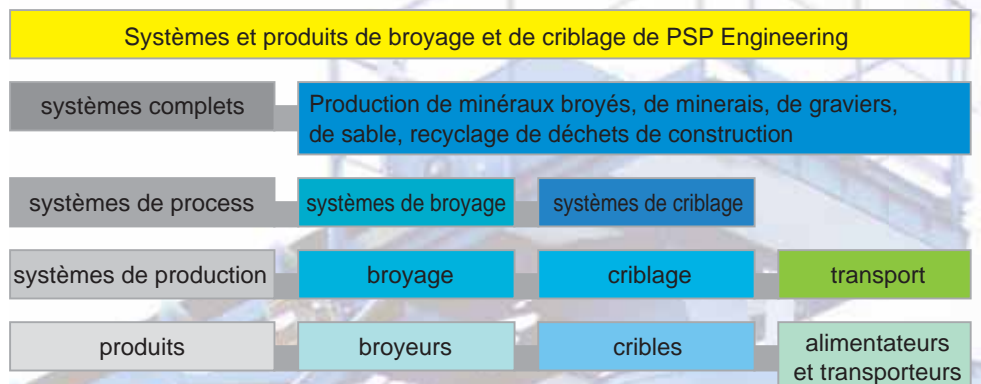 Systèmes et produits de broyage et de criblage de PSP Engineering
systèmes complets
Production de minéraux broyés, de minerais, de graviers,
de sable, recyclage de déchets de construction
systèmes de process
systèmes de broyage
systèmes de criblage
systèmes de production
broyage
criblage
transport
produits
broyeurs
cribles
alimentateurs
et transporteurs